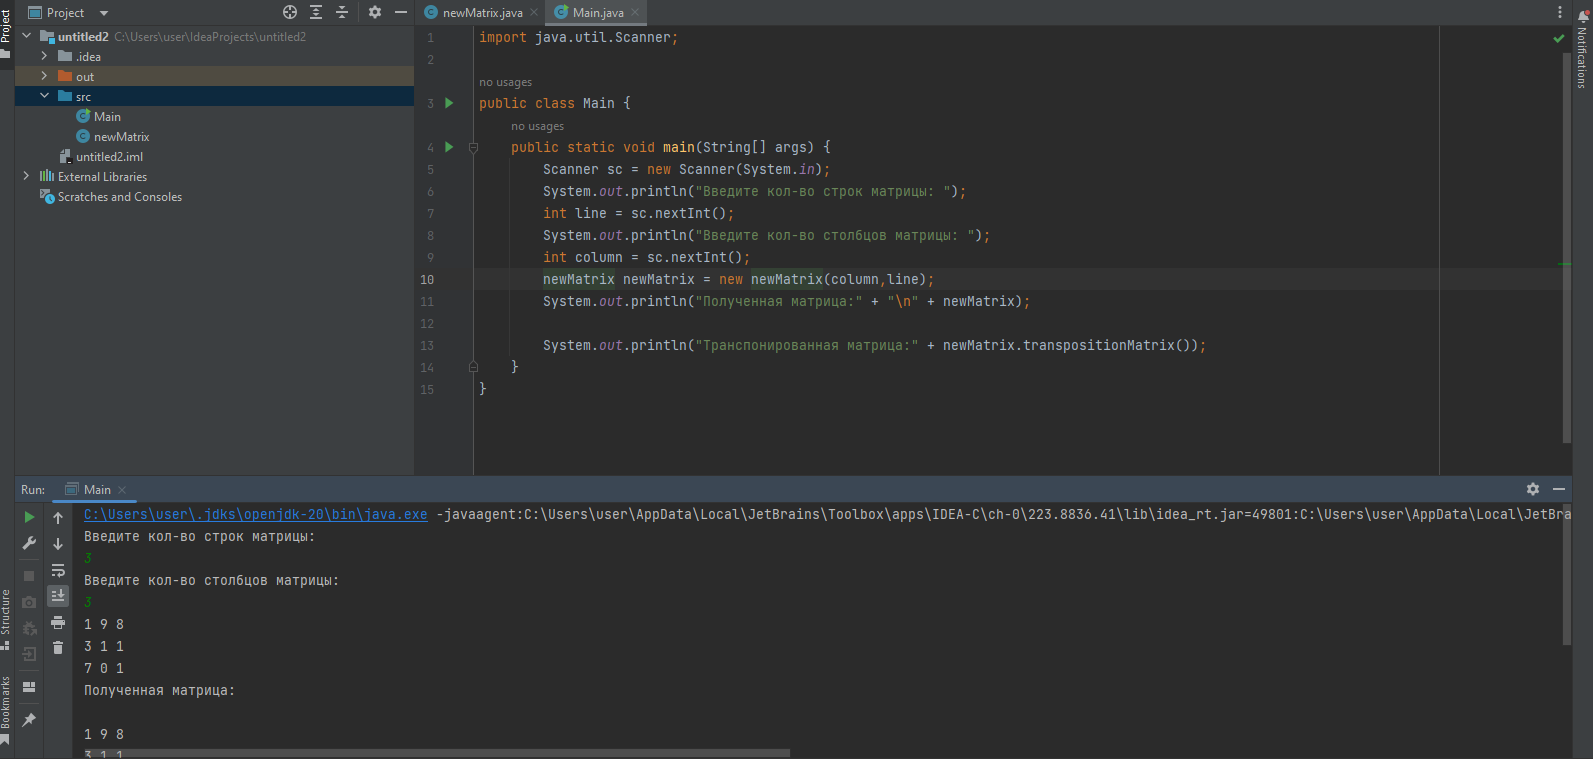 Project
newMatrix.java
Main.java
untitled2 C:\Users\user\IdeaProjects\untitled2
.idea
out
src
Main
newMatrix
untitled2.iml
External Libraries
Scratches and Consoles
Project
Structure
Bookmarks
1 import java.util.Scanner;
2
no usages
3 public class Main {
no usages
4 public static void main(String[] args) {
5 Scanner sc = new Scanner(System.in);
6 System.out.println("Введите кол-во строк матрицы: ");
7 int line = sc.nextInt();
8 System.out.println("Введите кол-во столбцов матрицы: ");
9 int column = sc.nextInt();
10 newMatrix newMatrix = new newMatrix(column,line);
11 System.out.println("Полученная матрица:" + "\n" + newMatrix);
12
13 System.out.println("Транспонированная матрица:" + newMatrix.transpositionMatrix());
14 }
15 }
Notifications
Run: Main
C:\Users\user\.jdks\openjdk-20\bin\java.exe -javaagent:C:\Users\user\AppData\Local\JetBrains\Toolbox\apps\IDEA-C\ch-0\223.8836.41\lib\idea_rt.jar=49801:C:\Users\user\AppData\Local\JetBra
Введите кол-во строк матрицы:
3
Введите кол-во столбцов матрицы:
3
1 9 8
3 1 1
7 0 1
Полученная матрица:
1 9 8
3 1 1